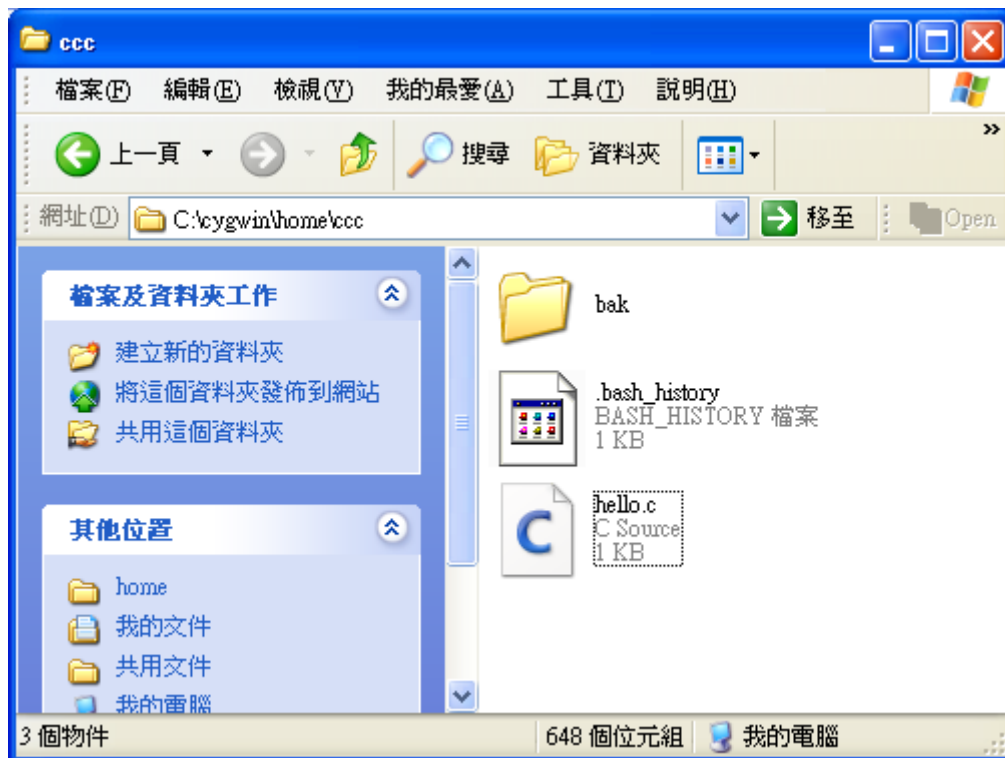 ccc
檔案(F) 編輯(E) 檢視(V) 我的最愛(A) 工具(T) 說明(H)
上一頁 搜尋 資料夾 »
網址(D) C:\cygwin\home\ccc 移至 Open
檔案及資料夾工作
建立新的資料夾
將這個資料夾發佈到網站
共用這個資料夾
其他位置
home
我的文件
共用文件
我的電腦
bak
.bash_history
BASH_HISTORY 檔案
1 KB
hello.c
C Source
1 KB
3 個物件 648 個位元組 我的電腦